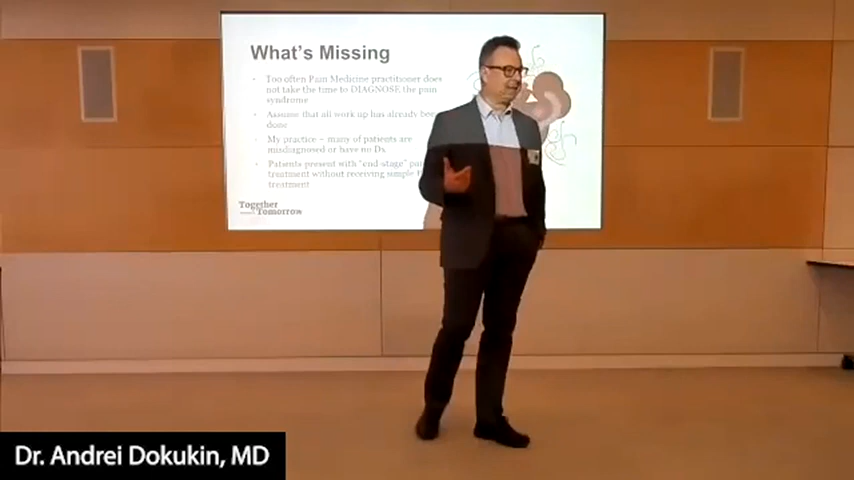 What's Missing
• Too often Pain Medicine practitioner does
not take the time to DIAGNOSE the pain
syndrome
• Assume that all work up has already been
done
• My practice – many of patients are
misdiagnosed or have no Dx.
• Patients present with "end-stage"
treatment without receiving simple
treatment
Together
Tomorrow
Dr. Andrei Dokukin, MD